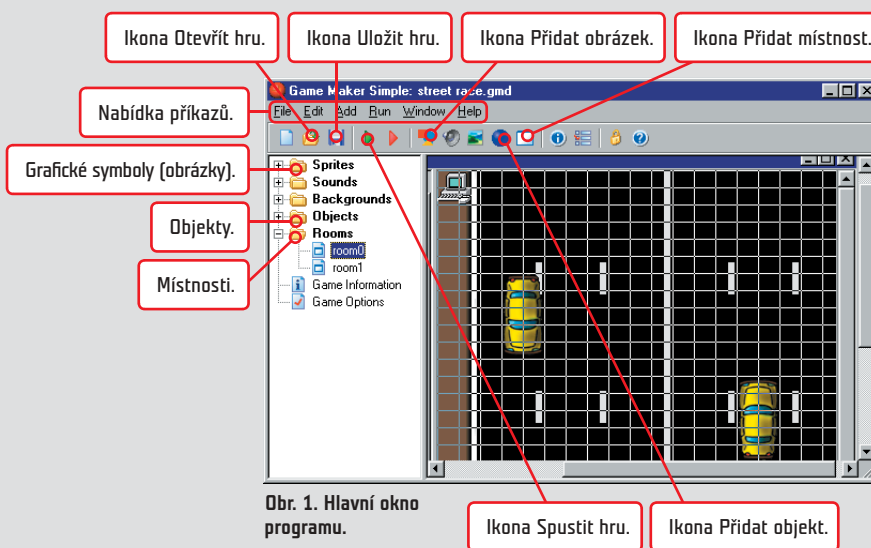 Ikona Otevřít hru.
Ikona Uložit hru.
Ikona Přidat obrázek.
Ikona Přidat místnost.
Game Maker Simple: street race.gmd
Nabídka příkazů.
File Edit Add Run Window Help
Grafické symboly (obrázky).
Objekty.
Místnosti.
Sprites
Sounds
Backgrounds
Objects
Rooms
room0
room1
Game Information
Game Options
Obr. 1. Hlavní okno
programu.
Ikona Spustit hru.
Ikona Přidat objekt.